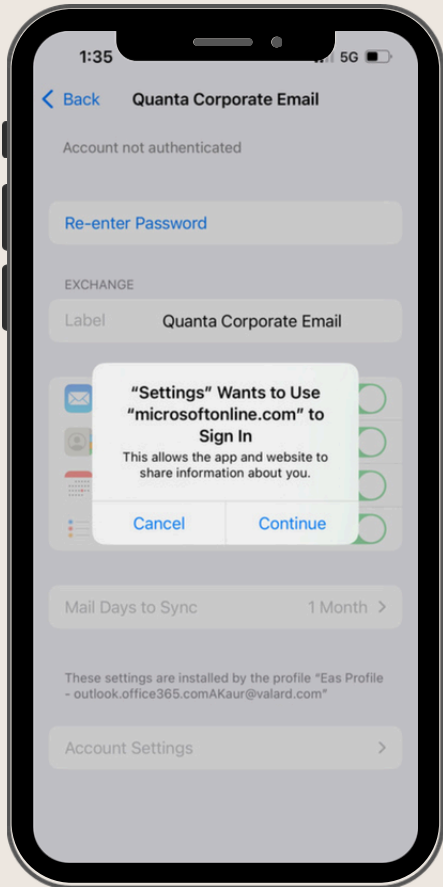 1:35
5G
Back
Quanta Corporate Email
Account not authenticated
Re-enter Password
EXCHANGE
Label
Quanta Corporate Email
“Settings” Wants to Use
“microsoftonline.com” to
Sign In
This allows the app and website to
share information about you.
Cancel
Continue
Mail Days to Sync
1 Month
These settings are installed by the profile “Eas Profile
- outlook.office365.comAKaur@valard.com”
Account Settings